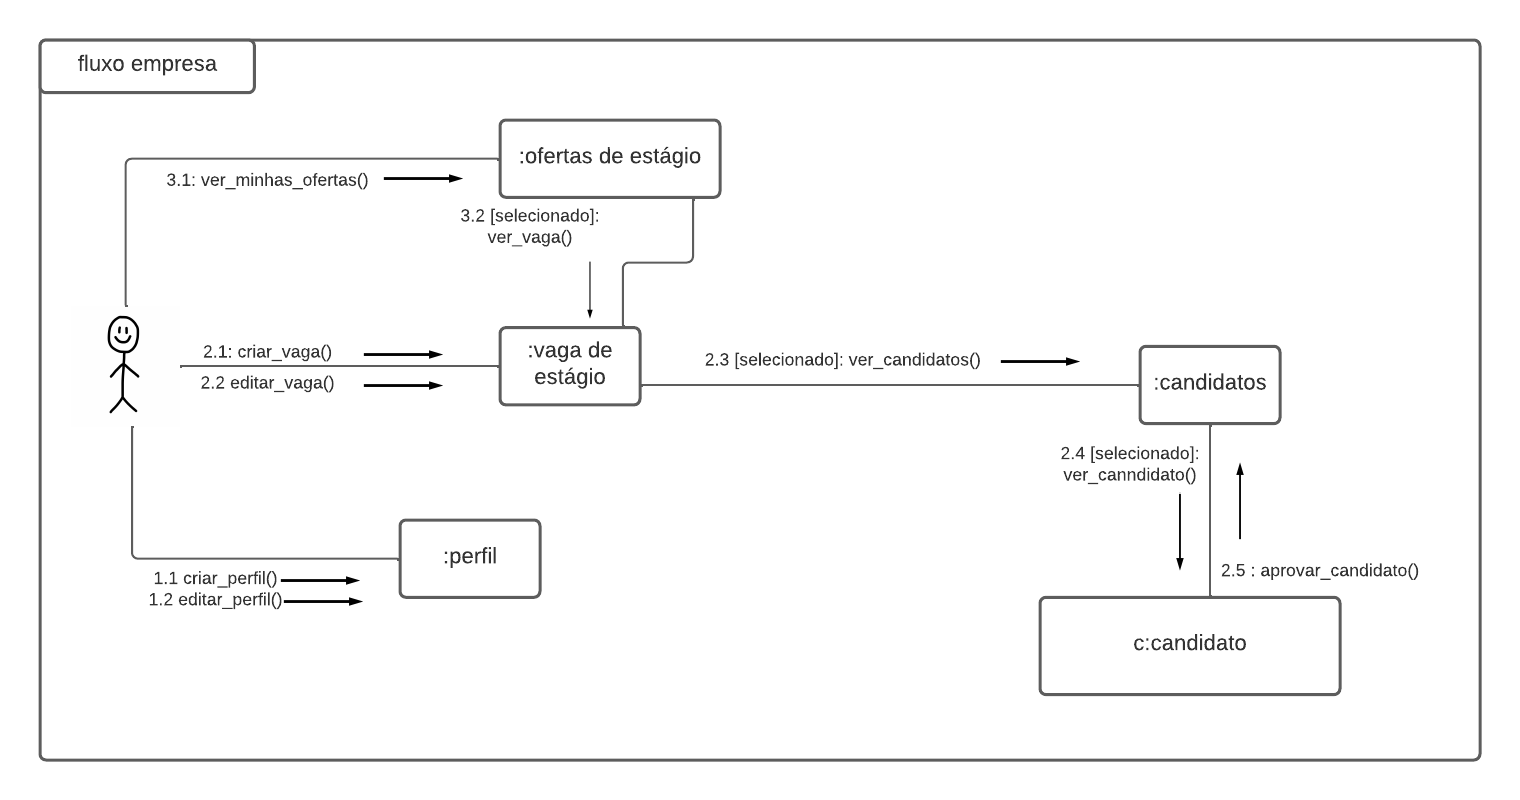 fluxo empresa
:ofertas de estágio
3.1: ver_minhas_ofertas()
3.2 [selecionado]:
ver_vaga()
2.1: criar_vaga()
2.2 editar_vaga()
:vaga de
estágio
2.3 [selecionado]: ver_candidatos()
:candidatos
2.4 [selecionado]:
ver_canndidato()
2.5 : aprovar_candidato()
:perfil
1.1 criar_perfil()
1.2 editar_perfil()
c:candidato